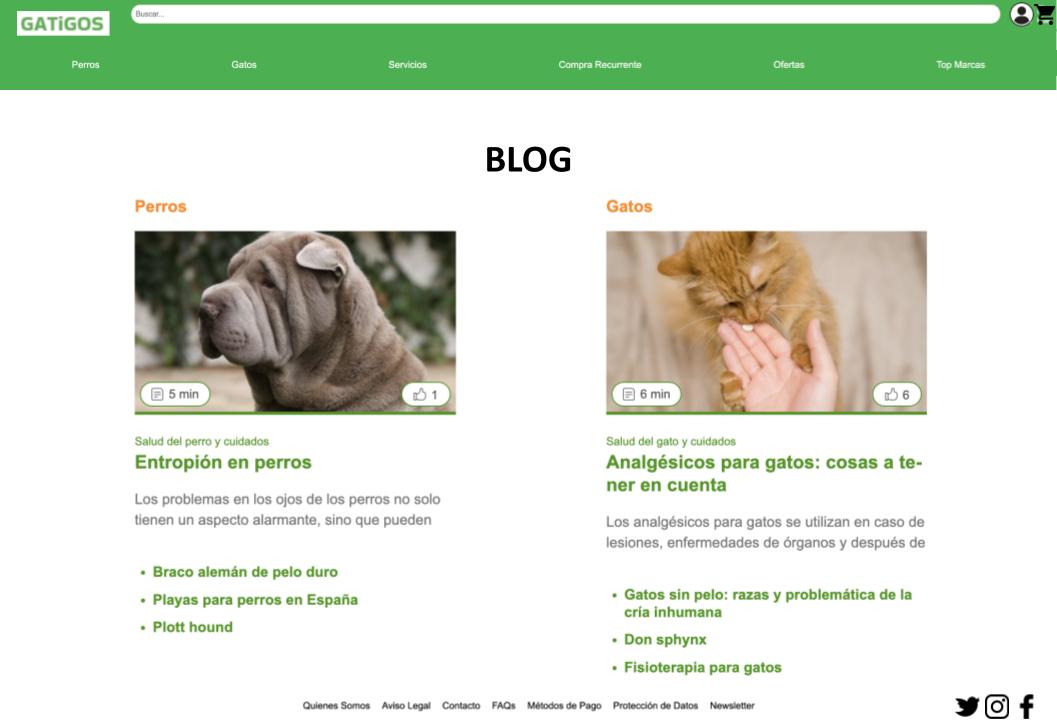 GATiGOS
Buscar...
Perros
Gatos
Servicios
Compra Recurrente
Ofertas
Top Marcas
BLOG
Perros
5 min
1
Salud del perro y cuidados
Entropión en perros
Los problemas en los ojos de los perros no solo
tienen un aspecto alarmante, sino que pueden
• Braco alemán de pelo duro
• Playas para perros en España
• Plott hound
Gatos
6 min
6
Salud del gato y cuidados
Analgésicos para gatos: cosas a te-
ner en cuenta
Los analgésicos para gatos se utilizan en caso de
lesiones, enfermedades de órganos y después de
• Gatos sin pelo: razas y problemática de la
cría inhumana
• Don sphynx
• Fisioterapia para gatos
Quienes Somos
Aviso Legal
Contacto
FAQs
Métodos de Pago
Protección de Datos
Newsletter